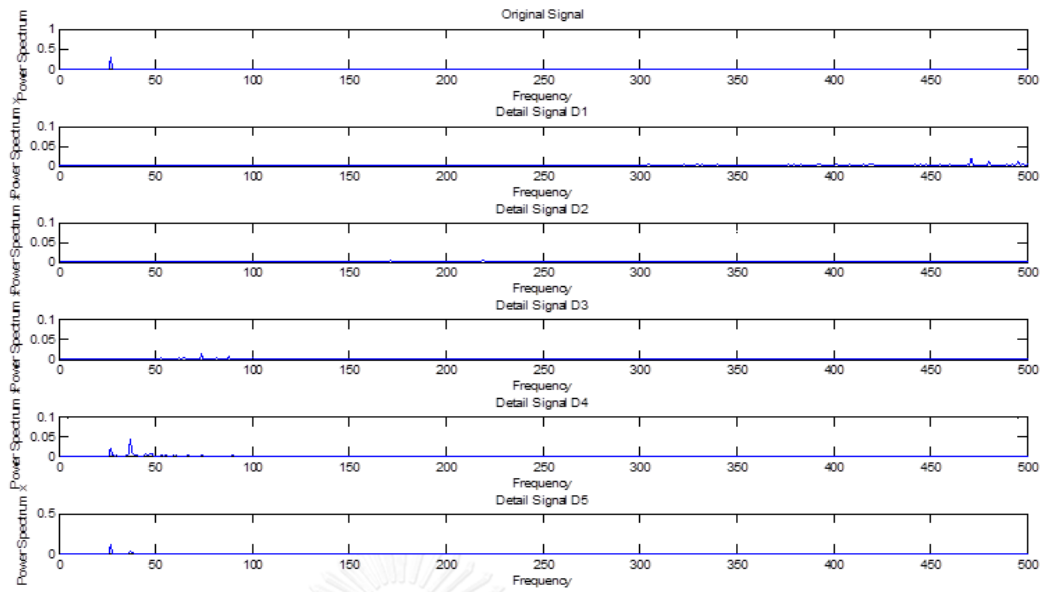 Original Signal
Power Spectrum
1
0.5
0
0 50 100 150 200 250 300 350 400 450 500
Frequency
Detail Signal D1
Power Spectrum x
0.1
0.05
0
0 50 100 150 200 250 300 350 400 450 500
Frequency
Detail Signal D2
Power Spectrum
0.1
0.05
0
0 50 100 150 200 250 300 350 400 450 500
Frequency
Detail Signal D3
Power Spectrum
0.1
0.05
0
0 50 100 150 200 250 300 350 400 450 500
Frequency
Detail Signal D4
Power Spectrum
0.1
0.05
0
0 50 100 150 200 250 300 350 400 450 500
Frequency
Detail Signal D5
Power Spectrum x
0.5
0
0 50 100 150 200 250 300 350 400 450 500
Frequency